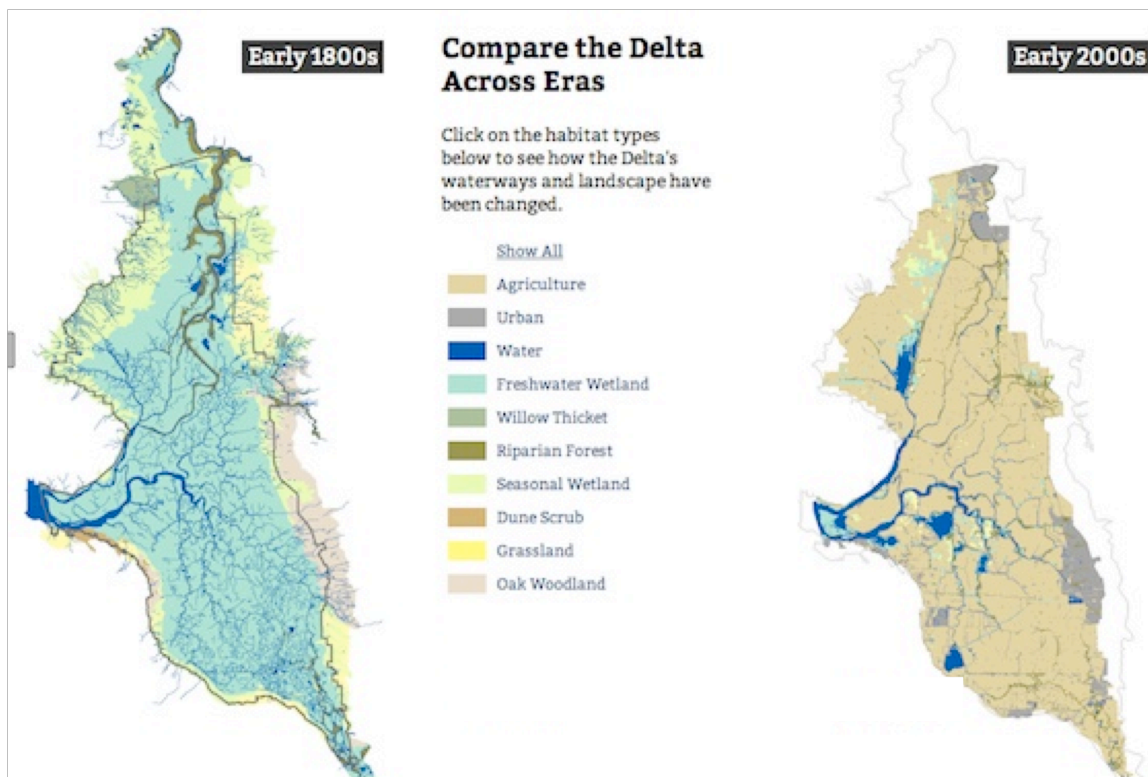 Early 1800s
Compare the Delta
Across Eras
Early 2000s
Click on the habitat types
below to see how the Delta's
waterways and landscape have
been changed.
Show All
Agriculture
Urban
Water
Freshwater Wetland
Willow Thicket
Riparian Forest
Seasonal Wetland
Dune Scrub
Grassland
Oak Woodland